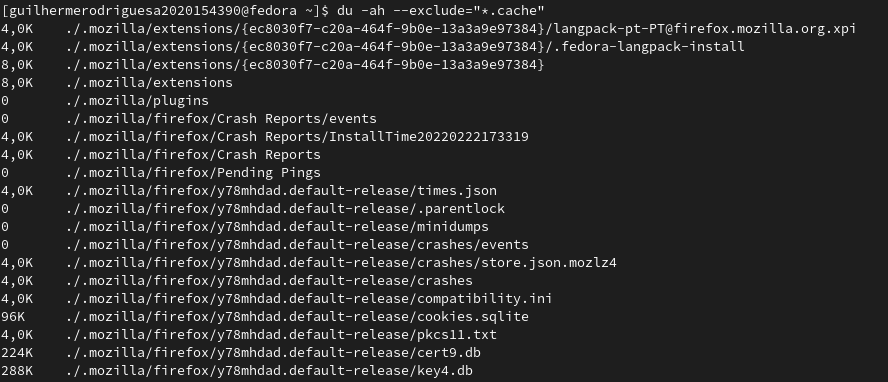 [guilhermerodriguesa2020154390@fedora ~]$ du -ah --exclude="*.cache"
4,0K ./.mozilla/extensions/{ec8030f7-c20a-464f-9b0e-13a3a9e97384}/langpack-pt-PT@firefox.mozilla.org.xpi
4,0K ./.mozilla/extensions/{ec8030f7-c20a-464f-9b0e-13a3a9e97384}/.fedora-langpack-install
8,0K ./.mozilla/extensions/{ec8030f7-c20a-464f-9b0e-13a3a9e97384}
8,0K ./.mozilla/extensions
0 ./.mozilla/plugins
0 ./.mozilla/firefox/Crash Reports/events
4,0K ./.mozilla/firefox/Crash Reports/InstallTime20220222173319
4,0K ./.mozilla/firefox/Crash Reports
0 ./.mozilla/firefox/Pending Pings
4,0K ./.mozilla/firefox/y78mhdad.default-release/times.json
0 ./.mozilla/firefox/y78mhdad.default-release/.parentlock
0 ./.mozilla/firefox/y78mhdad.default-release/minidumps
0 ./.mozilla/firefox/y78mhdad.default-release/crashes/events
4,0K ./.mozilla/firefox/y78mhdad.default-release/crashes/store.json.mozlz4
4,0K ./.mozilla/firefox/y78mhdad.default-release/crashes
4,0K ./.mozilla/firefox/y78mhdad.default-release/compatibility.ini
96K ./.mozilla/firefox/y78mhdad.default-release/cookies.sqlite
4,0K ./.mozilla/firefox/y78mhdad.default-release/pkcs11.txt
224K ./.mozilla/firefox/y78mhdad.default-release/cert9.db
288K ./.mozilla/firefox/y78mhdad.default-release/key4.db